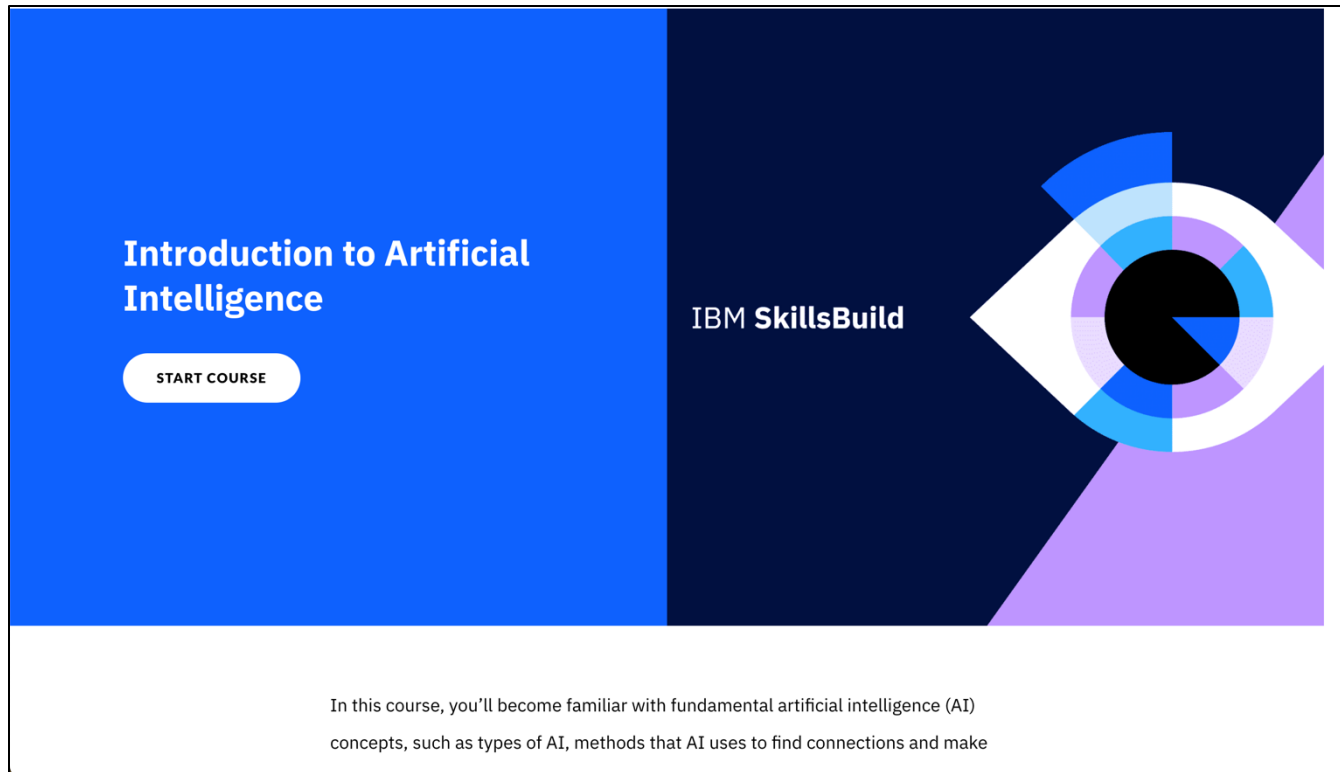 Introduction to Artificial
Intelligence
START COURSE
IBM SkillsBuild
In this course, you’ll become familiar with fundamental artificial intelligence (AI)
concepts, such as types of AI, methods that AI uses to find connections and make